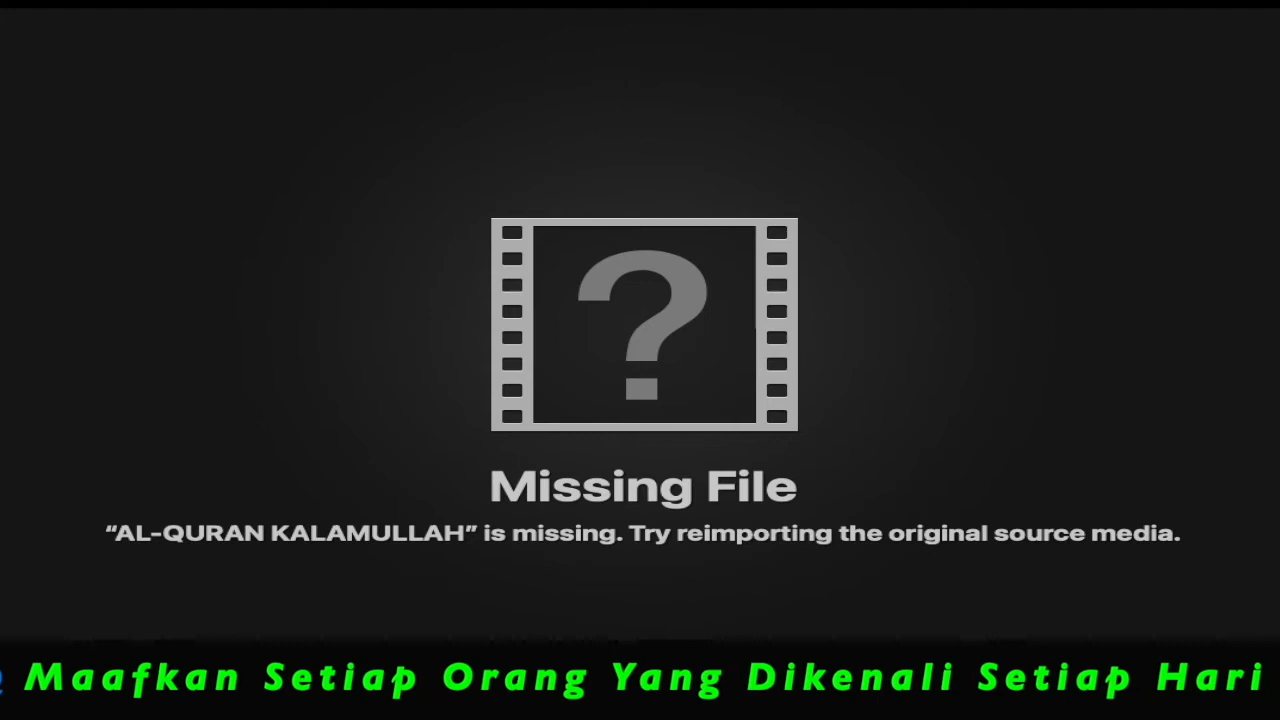 ?
Missing File
“AL-QURAN KALAMULLAH” is missing. Try reimporting the original source media.
Maafkan Setiap Orang Yang Dikenali Setiap Hari